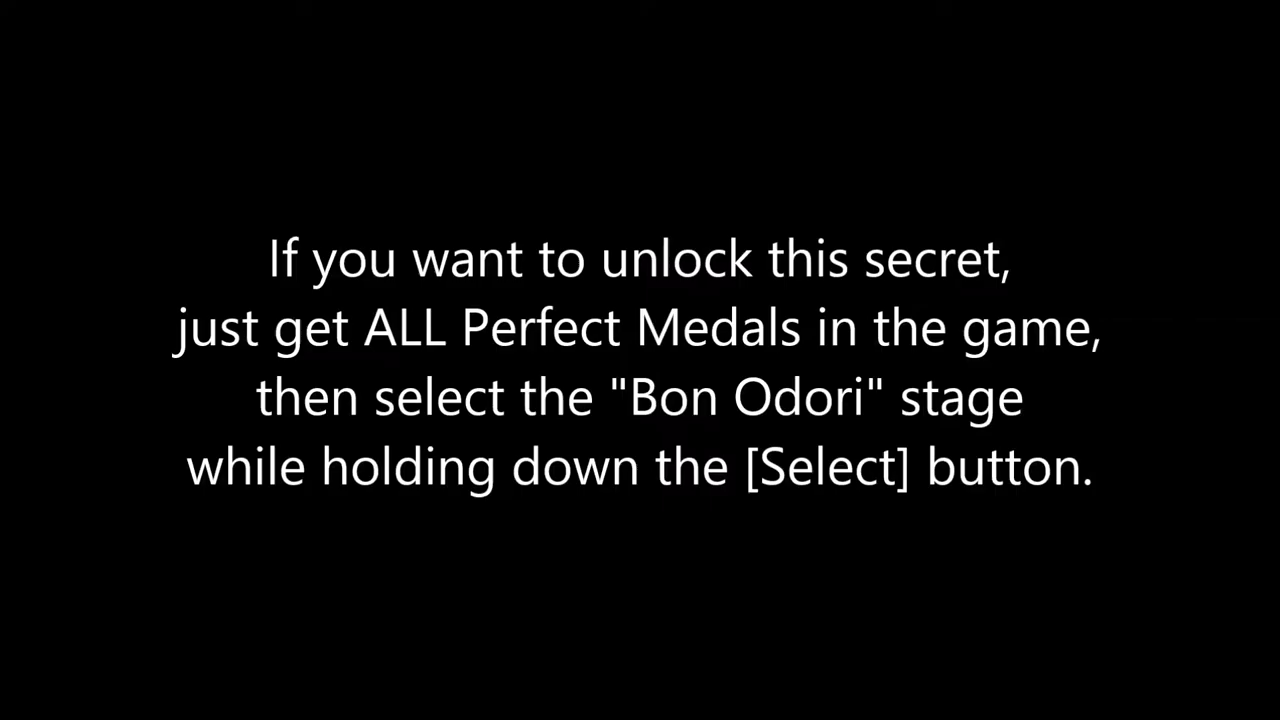 If you want to unlock this secret,
just get ALL Perfect Medals in the game,
then select the "Bon Odori" stage
while holding down the [Select] button.